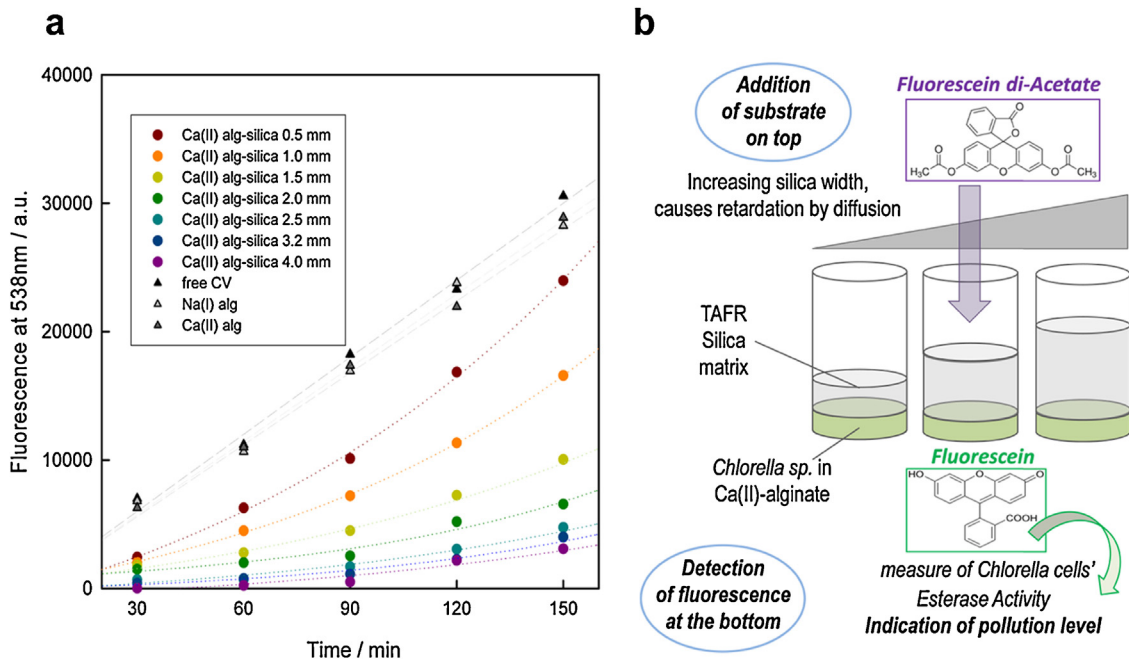 a
40000
30000
20000
10000
0
Fluorescence at 538nm / a.u.
Ca(II) alg-silica 0.5 mm
Ca(II) alg-silica 1.0 mm
Ca(II) alg-silica 1.5 mm
Ca(II) alg-silica 2.0 mm
Ca(II) alg-silica 2.5 mm
Ca(II) alg-silica 3.2 mm
Ca(II) alg-silica 4.0 mm
free CV
Na(I) alg
Ca(II) alg
30 60 90 120 150
Time / min
b
Addition
of substrate
on top
Fluorescein di-Acetate
O
O
O
O
H₃C O O O CH₃
Increasing silica width,
causes retardation by diffusion
TAFR
Silica
matrix
Chlorella sp. in
Ca(II)-alginate
Fluorescein
HO O O
COOH
Detection
of fluorescence
at the bottom
measure of Chlorella cells’
Esterase Activity
Indication of pollution level